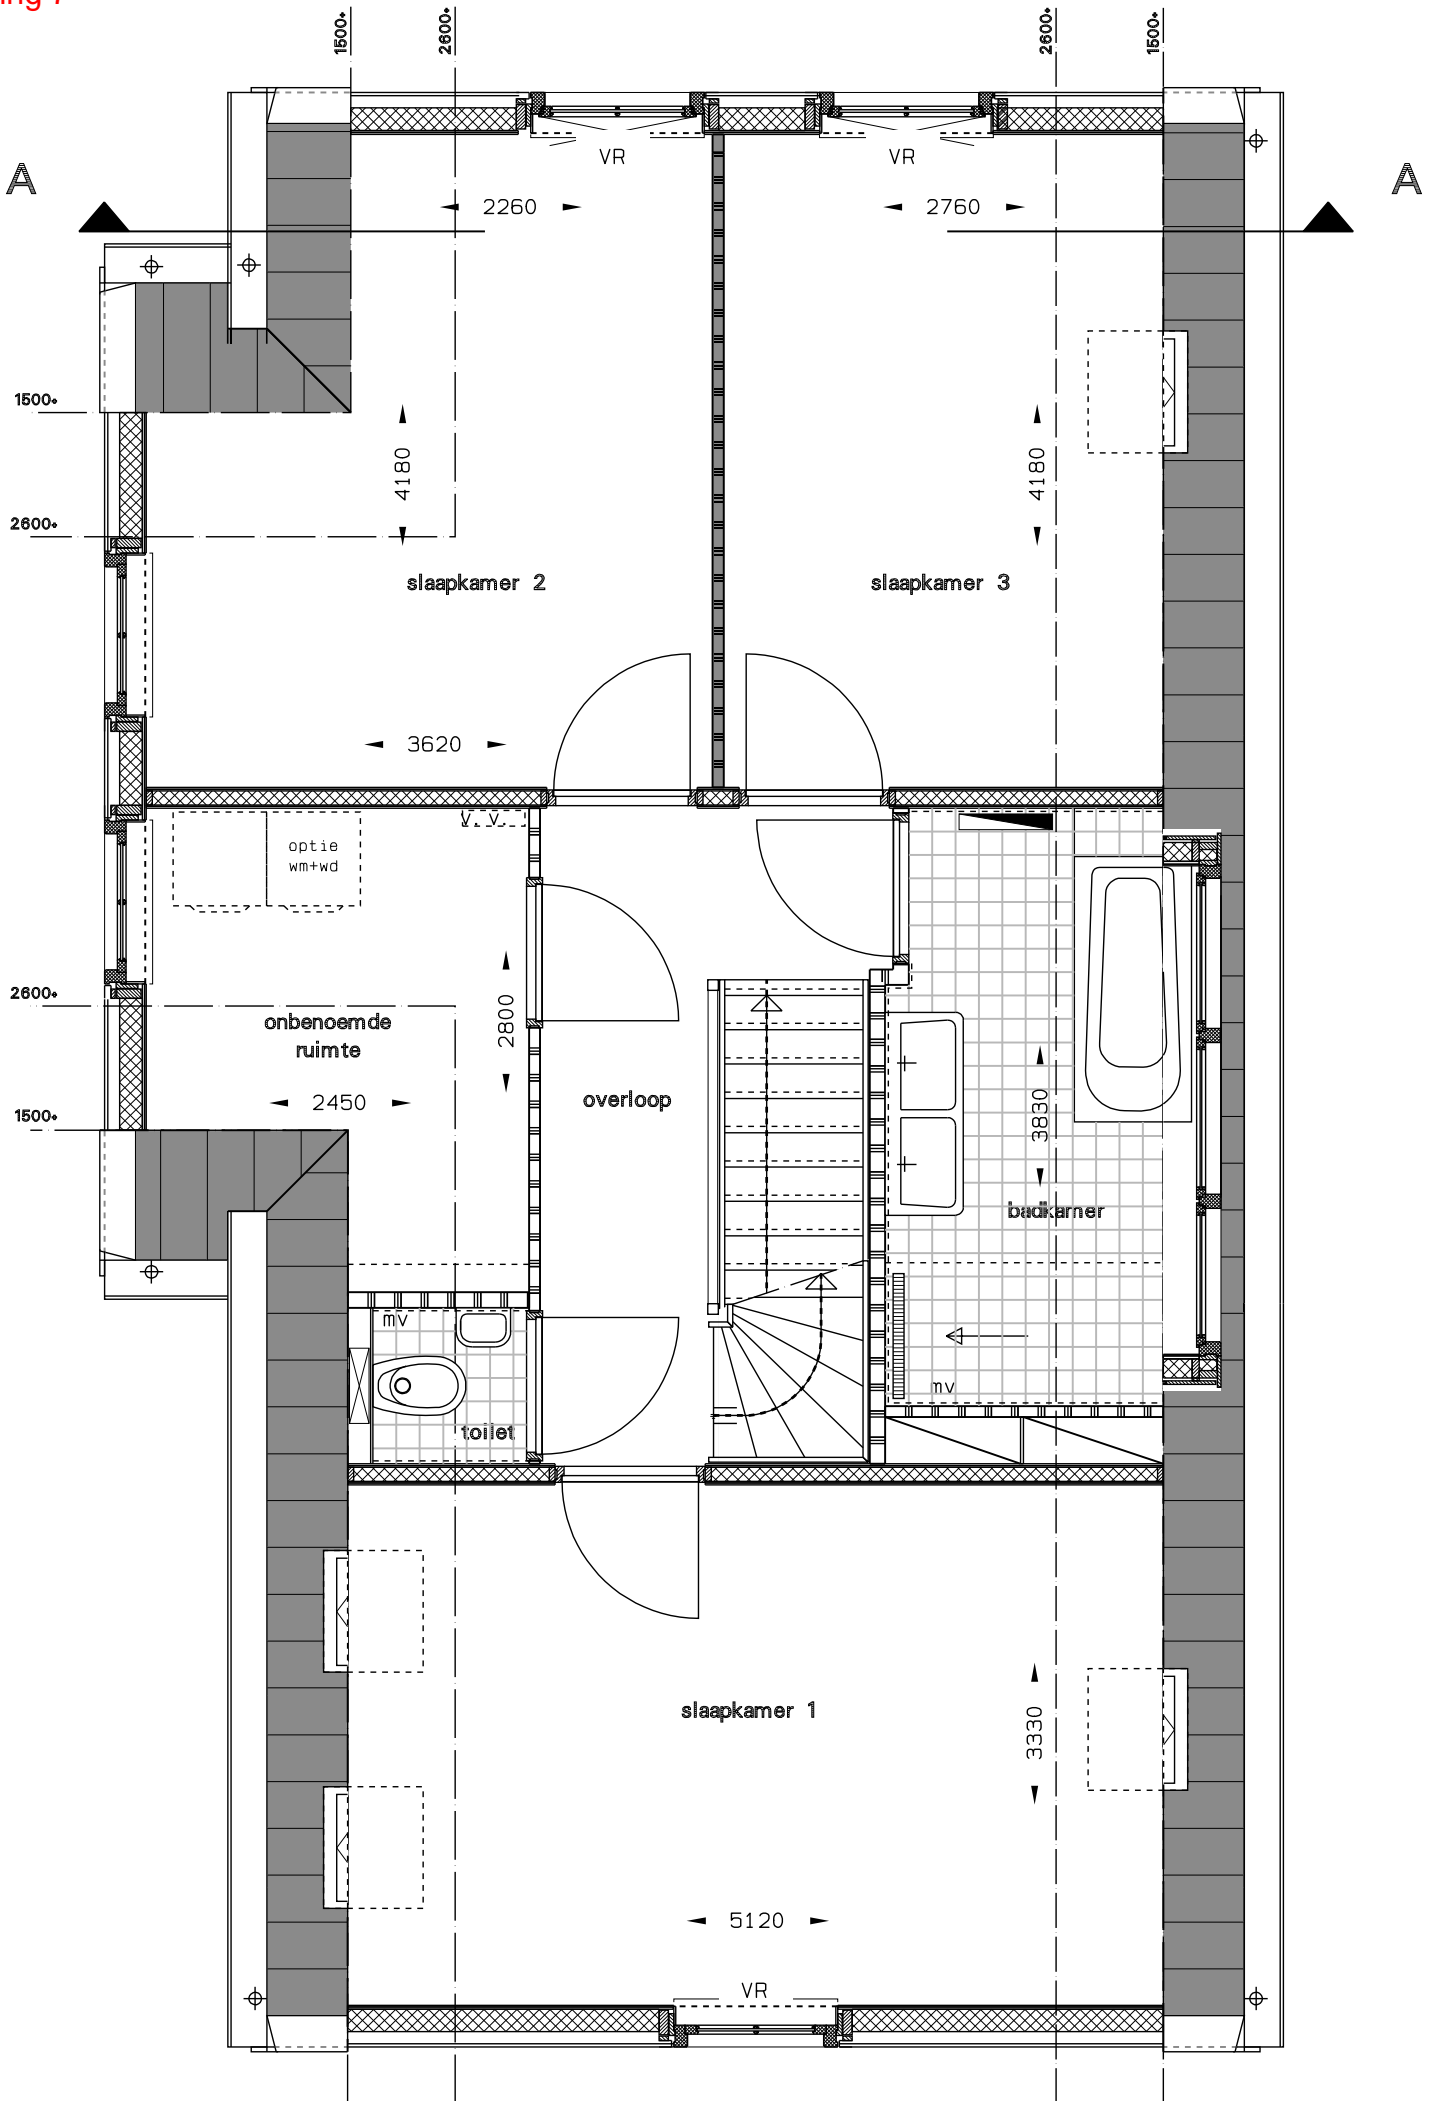 1500+
2600+
2600+
1500+
A
A
VR
VR
2260
2760
1500+
4180
4180
2600+
slaapkamer 2
slaapkamer 3
3620
v. v.
optie
wm+wd
2600+
onbenoemde
ruimte
2800
2450
overloop
3830
1500+
badkamer
mv
mv
toilet
slaapkamer 1
3330
5120
VR